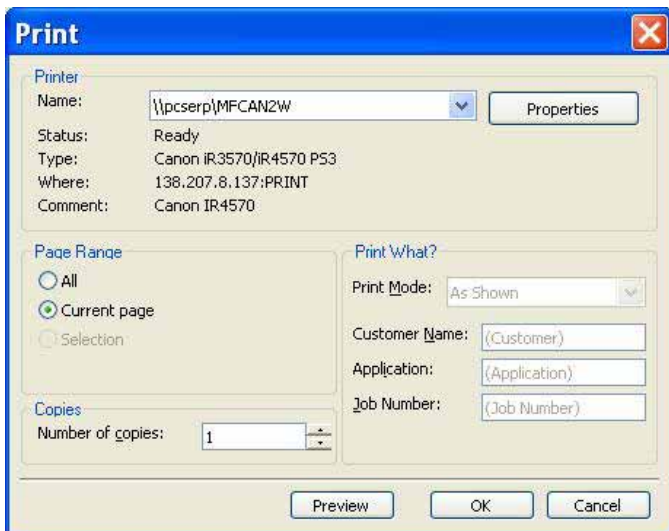 Print
Printer
Name: \\pcserp\MFCAN2W Properties
Status: Ready
Type: Canon iR3570/iR4570 PS3
Where: 138.207.8.137:PRINT
Comment: Canon IR4570
Page Range
All
Current page
Selection
Copies
Number of copies: 1
Print What?
Print Mode: As Shown
Customer Name: (Customer)
Application: (Application)
Job Number: (Job Number)
Preview OK Cancel